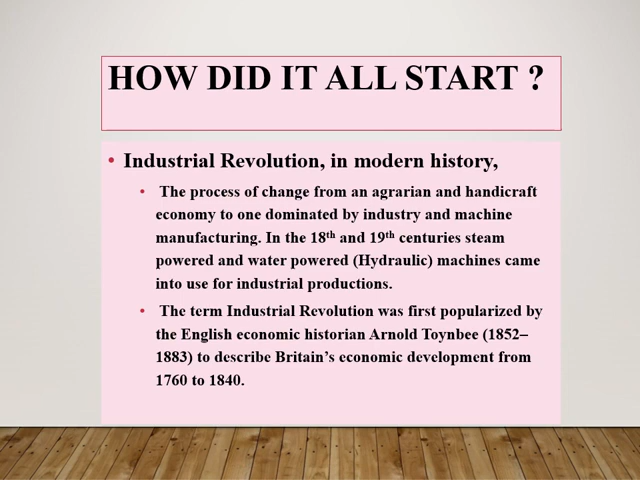 HOW DID IT ALL START ?
• Industrial Revolution, in modern history,
• The process of change from an agrarian and handicraft
economy to one dominated by industry and machine
manufacturing. In the 18th and 19th centuries steam
powered and water powered (Hydraulic) machines came
into use for industrial productions.
• The term Industrial Revolution was first popularized by
the English economic historian Arnold Toynbee (1852–
1883) to describe Britain’s economic development from
1760 to 1840.